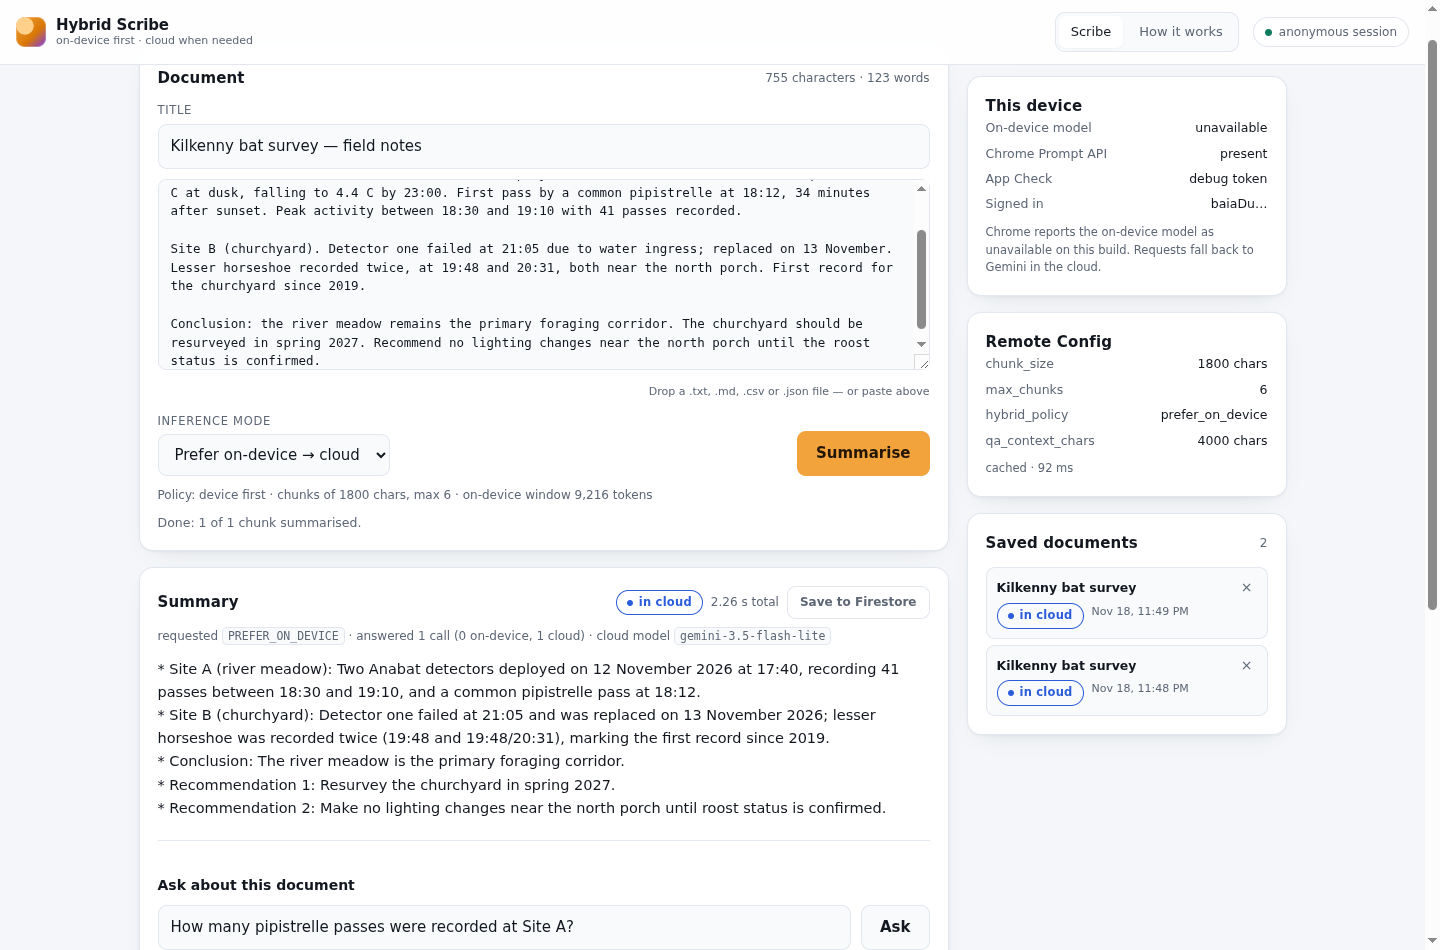 Hybrid Scribe
on-device first · cloud when needed
Scribe
How it works
anonymous session
Document
755 characters · 123 words
TITLE
Kilkenny bat survey — field notes
C at dusk, falling to 4.4 C by 23:00. First pass by a common pipistrelle at 18:12, 34 minutes
after sunset. Peak activity between 18:30 and 19:10 with 41 passes recorded.
Site B (churchyard). Detector one failed at 21:05 due to water ingress; replaced on 13 November.
Lesser horseshoe recorded twice, at 19:48 and 20:31, both near the north porch. First record for
the churchyard since 2019.
Conclusion: the river meadow remains the primary foraging corridor. The churchyard should be
resurveyed in spring 2027. Recommend no lighting changes near the north porch until the roost
status is confirmed.
Drop a .txt, .md, .csv or .json file — or paste above
INFERENCE MODE
Prefer on-device → cloud
Summarise
Policy: device first · chunks of 1800 chars, max 6 · on-device window 9,216 tokens
Done: 1 of 1 chunk summarised.
Summary
in cloud
2.26 s total
Save to Firestore
requested PREFER_ON_DEVICE · answered 1 call (0 on-device, 1 cloud) · cloud model gemini-3.5-flash-lite
* Site A (river meadow): Two Anabat detectors deployed on 12 November 2026 at 17:40, recording 41
passes between 18:30 and 19:10, and a common pipistrelle pass at 18:12.
* Site B (churchyard): Detector one failed at 21:05 and was replaced on 13 November 2026; lesser
horseshoe was recorded twice (19:48 and 19:48/20:31), marking the first record since 2019.
* Conclusion: The river meadow is the primary foraging corridor.
* Recommendation 1: Resurvey the churchyard in spring 2027.
* Recommendation 2: Make no lighting changes near the north porch until roost status is confirmed.
Ask about this document
How many pipistrelle passes were recorded at Site A?
Ask
This device
On-device model unavailable
Chrome Prompt API present
App Check debug token
Signed in baiaDu…
Chrome reports the on-device model as
unavailable on this build. Requests fall back to
Gemini in the cloud.
Remote Config
chunk_size 1800 chars
max_chunks 6
hybrid_policy prefer_on_device
qa_context_chars 4000 chars
cached · 92 ms
Saved documents 2
Kilkenny bat survey ×
in cloud Nov 18, 11:49 PM
Kilkenny bat survey ×
in cloud Nov 18, 11:48 PM